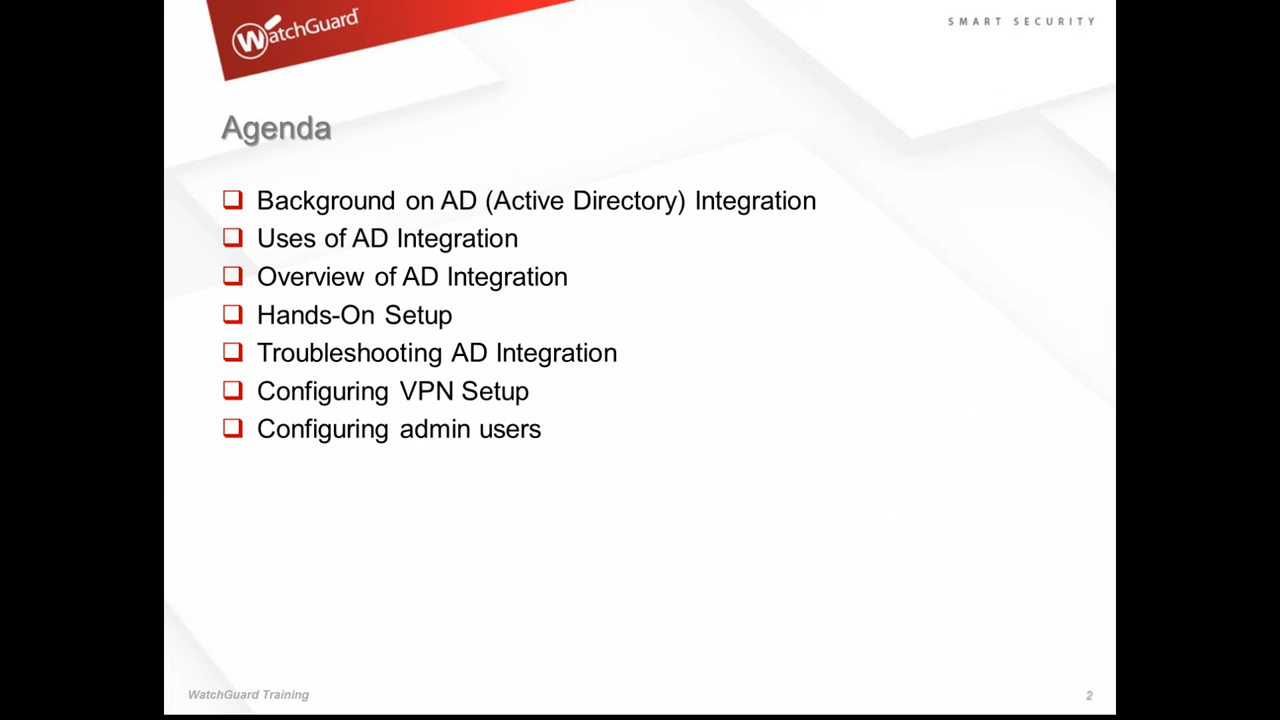 WatchGuard
SMART SECURITY
Agenda
Background on AD (Active Directory) Integration
Uses of AD Integration
Overview of AD Integration
Hands-On Setup
Troubleshooting AD Integration
Configuring VPN Setup
Configuring admin users
WatchGuard Training
2